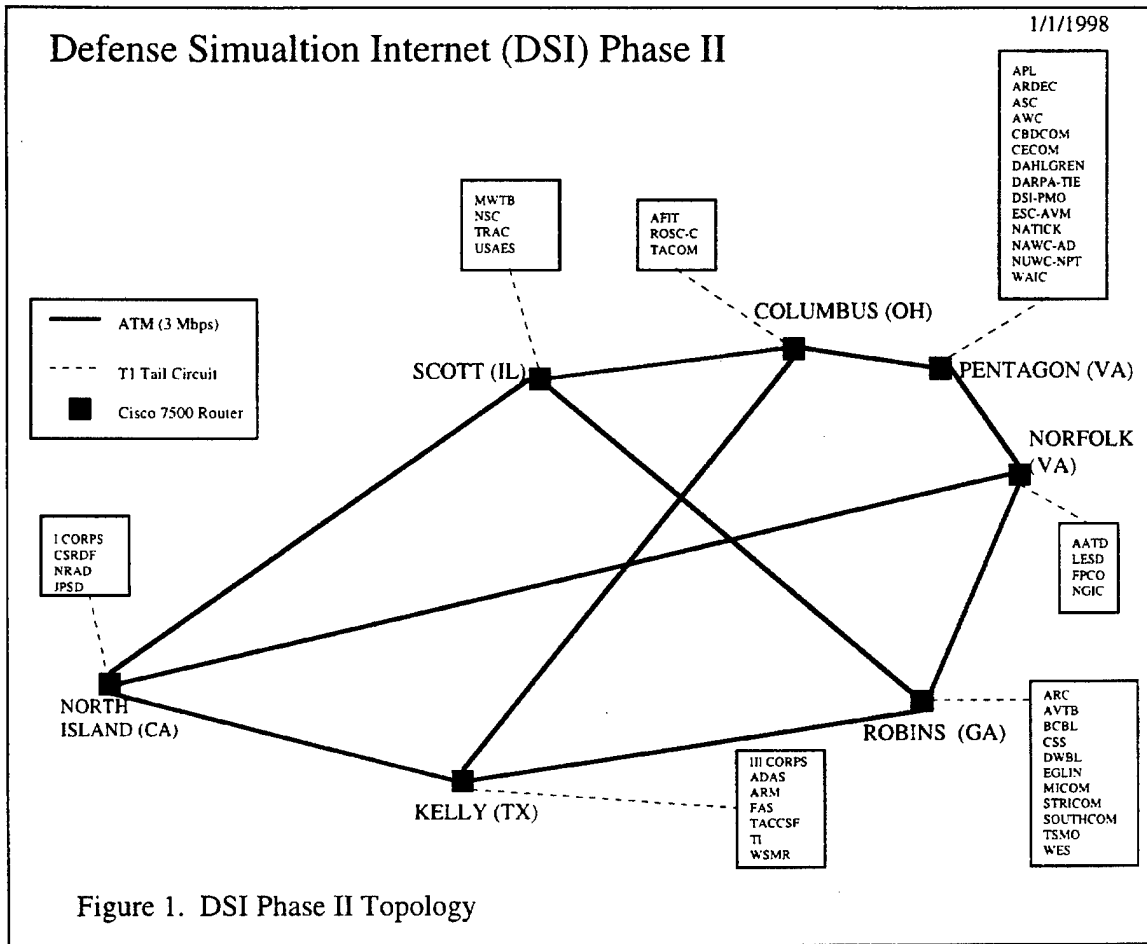 1/1/1998
Defense Simualtion Internet (DSI) Phase II
APL
ARDEC
ASC
AWC
CBDCOM
CECOM
DAHLGREN
DARPA-TIE
DSI-PMO
ESC-AVM
NATICK
NAWC-AD
NUWC-NPT
WAIC
MWTB
NSC
TRAC
USAES
AFIT
ROSC-C
TACOM
COLUMBUS (OH)
SCOTT (IL)
PENTAGON (VA)
NORFOLK
(VA)
ATM (3 Mbps)
T1 Tail Circuit
Cisco 7500 Router
I CORPS
CSRDF
NRAD
JPSD
AATD
LESD
FPCO
NGIC
NORTH
ISLAND (CA)
KELLY (TX)
ROBINS (GA)
III CORPS
ADAS
ARM
FAS
TACCSF
TI
WSMR
ARC
AVTB
BCBL
CSS
DWBL
EGLIN
MICOM
STRICOM
SOUTHCOM
TSMO
WES
Figure 1. DSI Phase II Topology